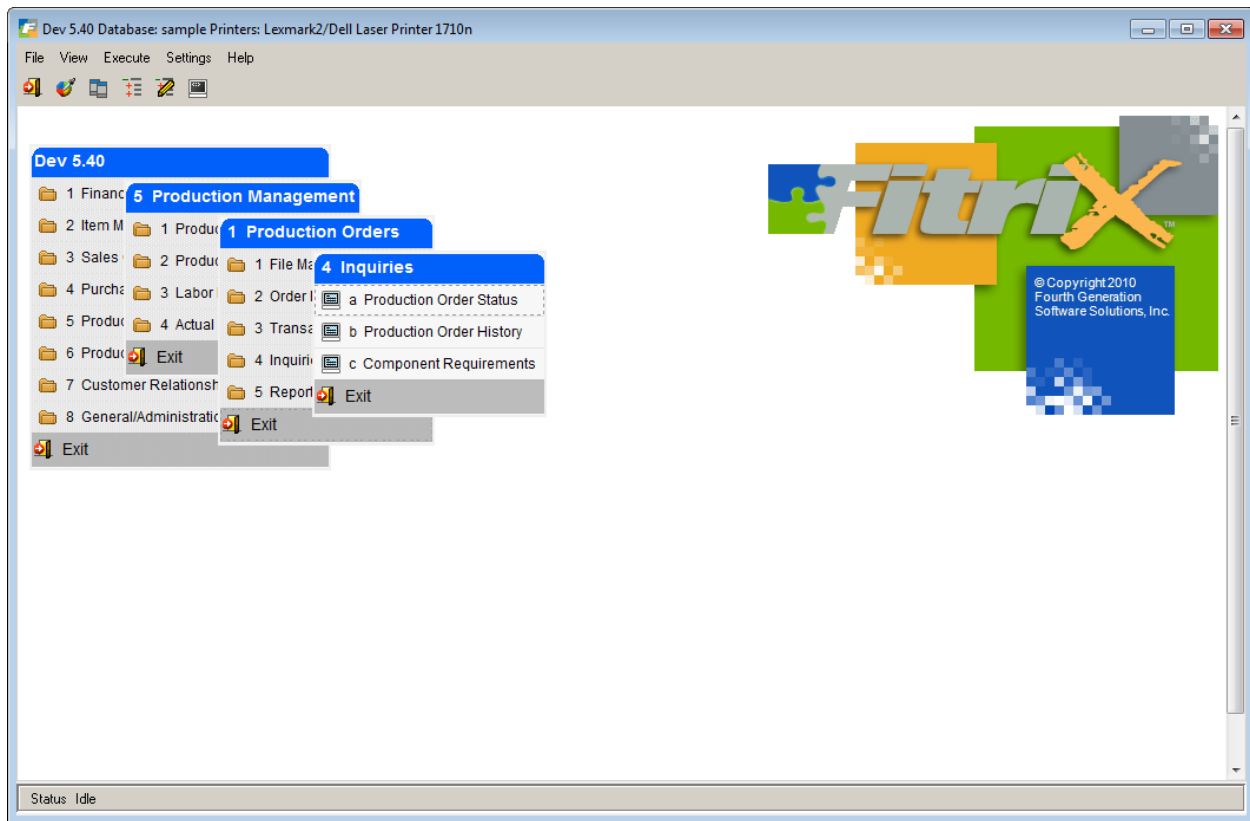 Dev 5.40 Database: sample Printers: Lexmark2/Dell Laser Printer 1710n
File View Execute Settings Help
Dev 5.40
1 Financ
2 Item M
3 Sales
4 Purcha
5 Produc
6 Produc
7 Customer Relationsh
8 General/Administratic
Exit
5 Production Management
1 Produc
2 Produc
3 Labor
4 Actual
Exit
1 Production Orders
1 File Ma
2 Order
3 Transa
4 Inquiri
5 Report
Exit
4 Inquiries
a Production Order Status
b Production Order History
c Component Requirements
Exit
FitriX
™
© Copyright 2010
Fourth Generation
Software Solutions, Inc.
Status Idle